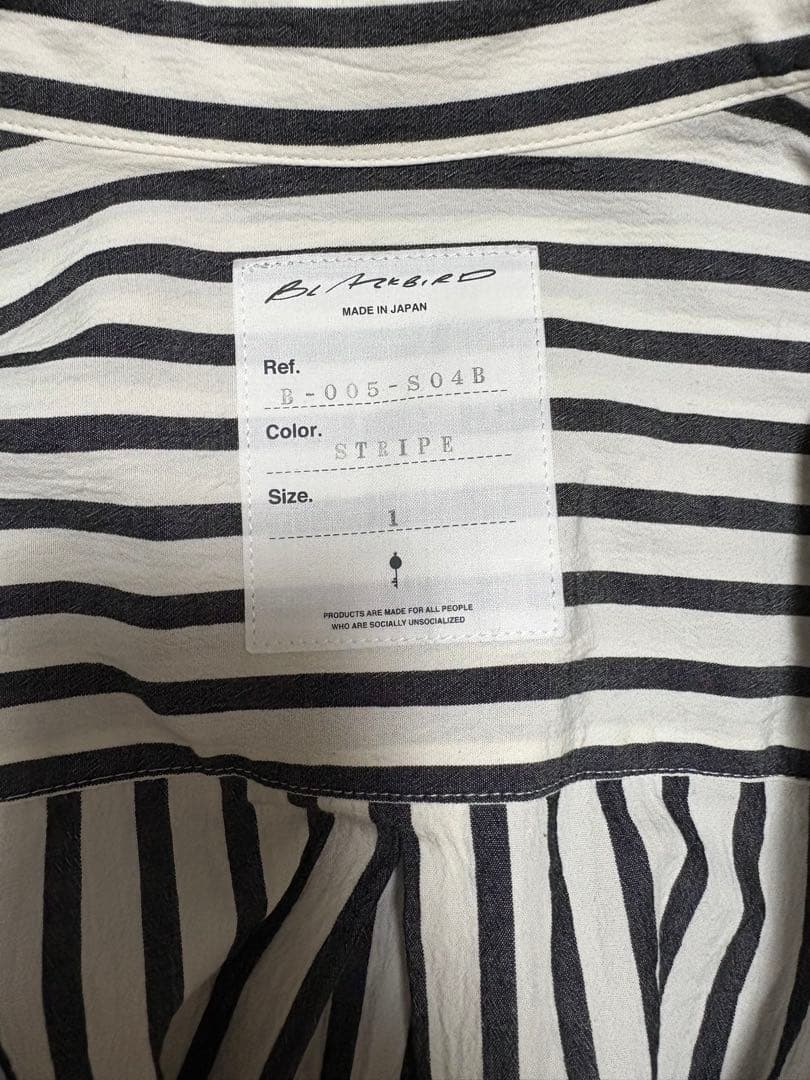 BLACKBIRD
MADE IN JAPAN
Ref.
B-005-S04B
Color.
STRIPE
Size.
1
PRODUCTS ARE MADE FOR ALL PEOPLE
WHO ARE SOCIALLY UNSOCIALIZED